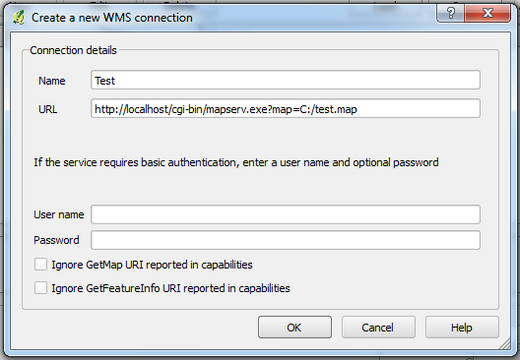 Create a new WMS connection
Connection details
Name Test
URL http://localhost/cgi-bin/mapserv.exe?map=C:/test.map
If the service requires basic authentication, enter a user name and optional password
User name
Password
Ignore GetMap URI reported in capabilities
Ignore GetFeatureInfo URI reported in capabilities
OK Cancel Help